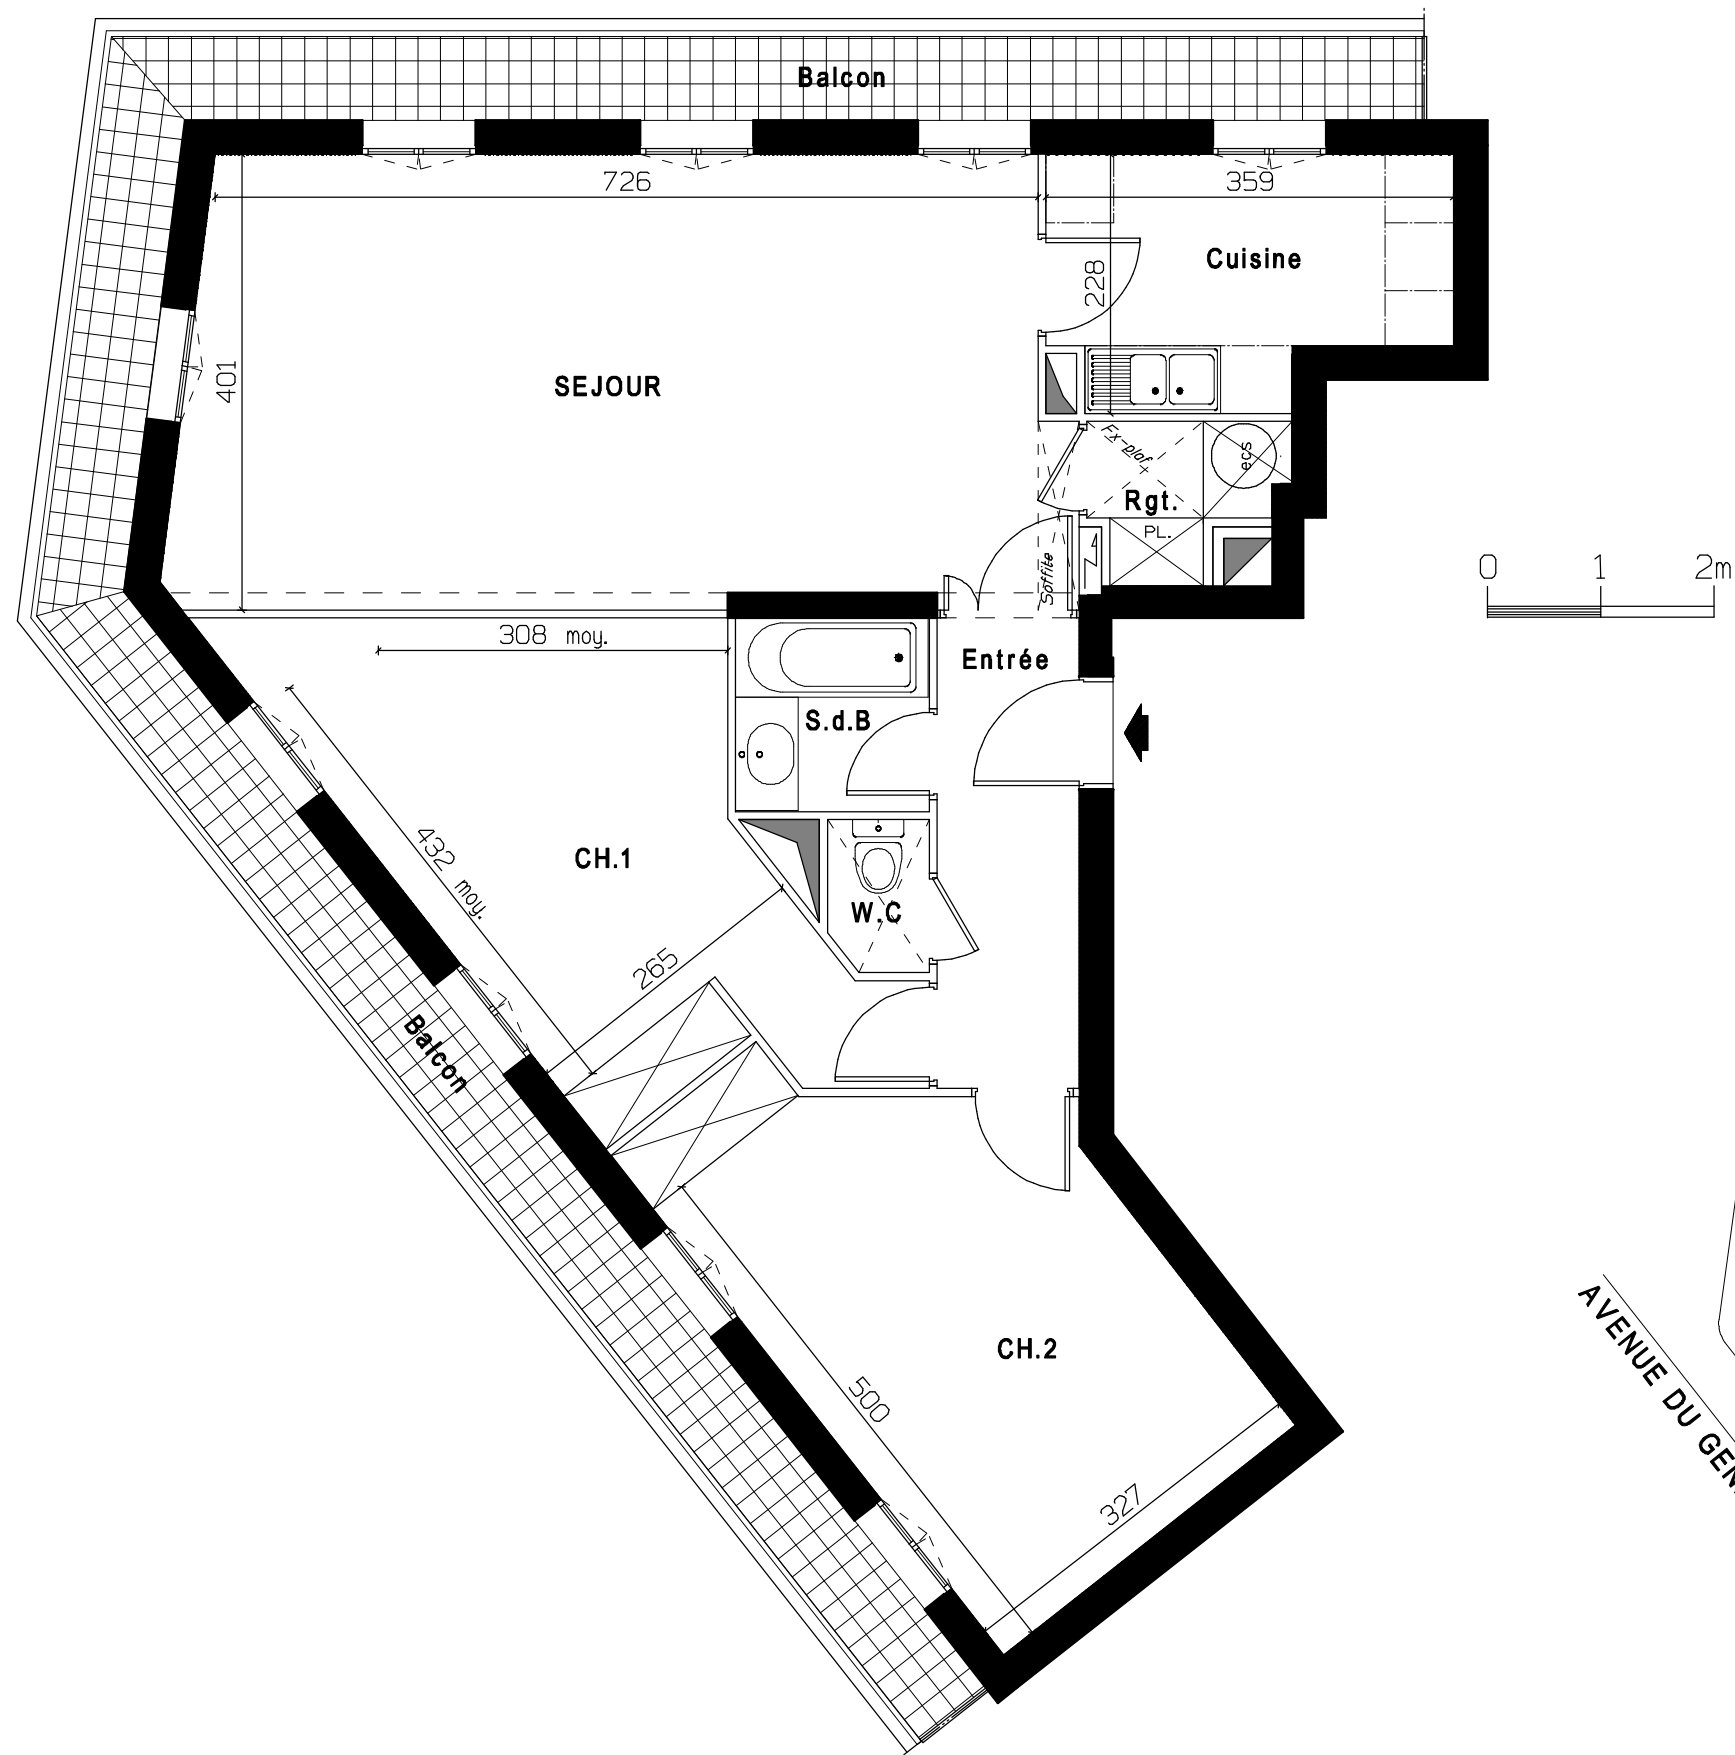 Balcon
726
359
Cuisine
228
401
SEJOUR
Fx-plaf
ecs
Rgt.
PL.
Soffite
0 1 2m
308 moy.
Entrée
S.d.B
432 moy.
CH.1
W.C
265
Balcon
CH.2
500
327
AVENUE DU GEN